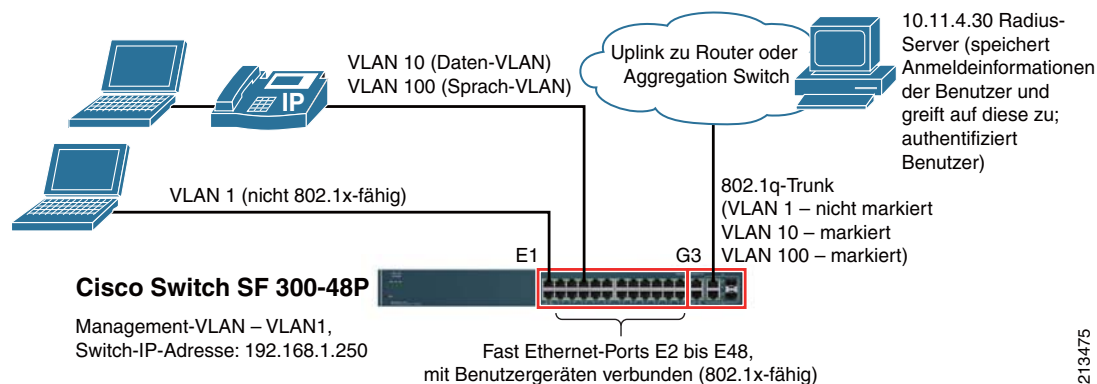 VLAN 10 (Daten-VLAN)
VLAN 100 (Sprach-VLAN)
IP
Uplink zu Router oder
Aggregation Switch
10.11.4.30 Radius-
Server (speichert
Anmeldeinformationen
der Benutzer und
greift auf diese zu;
authentifiziert
Benutzer)
VLAN 1 (nicht 802.1x-fähig)
802.1q-Trunk
(VLAN 1 – nicht markiert
VLAN 10 – markiert
VLAN 100 – markiert)
E1
G3
Cisco Switch SF 300-48P
Management-VLAN – VLAN1,
Switch-IP-Adresse: 192.168.1.250
Fast Ethernet-Ports E2 bis E48,
mit Benutzergeräten verbunden (802.1x-fähig)
213475